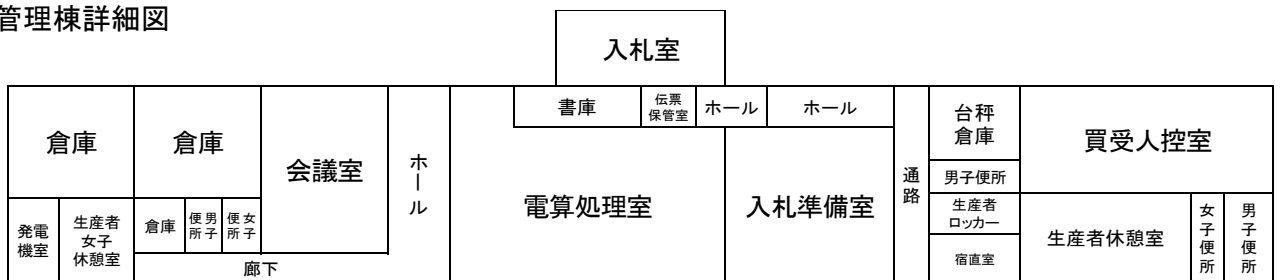 管理棟詳細図
入札室
書庫
伝票
保管室
ホール
ホール
倉庫
倉庫
会議室
ホール
電算処理室
入札準備室
通路
台秤
倉庫
買受人控室
男子便所
発電
機室
生産者
女子
休憩室
倉庫
男子
便所
女子
便所
廊下
生産者
ロッカー
宿直室
生産者休憩室
女子便所
男子便所